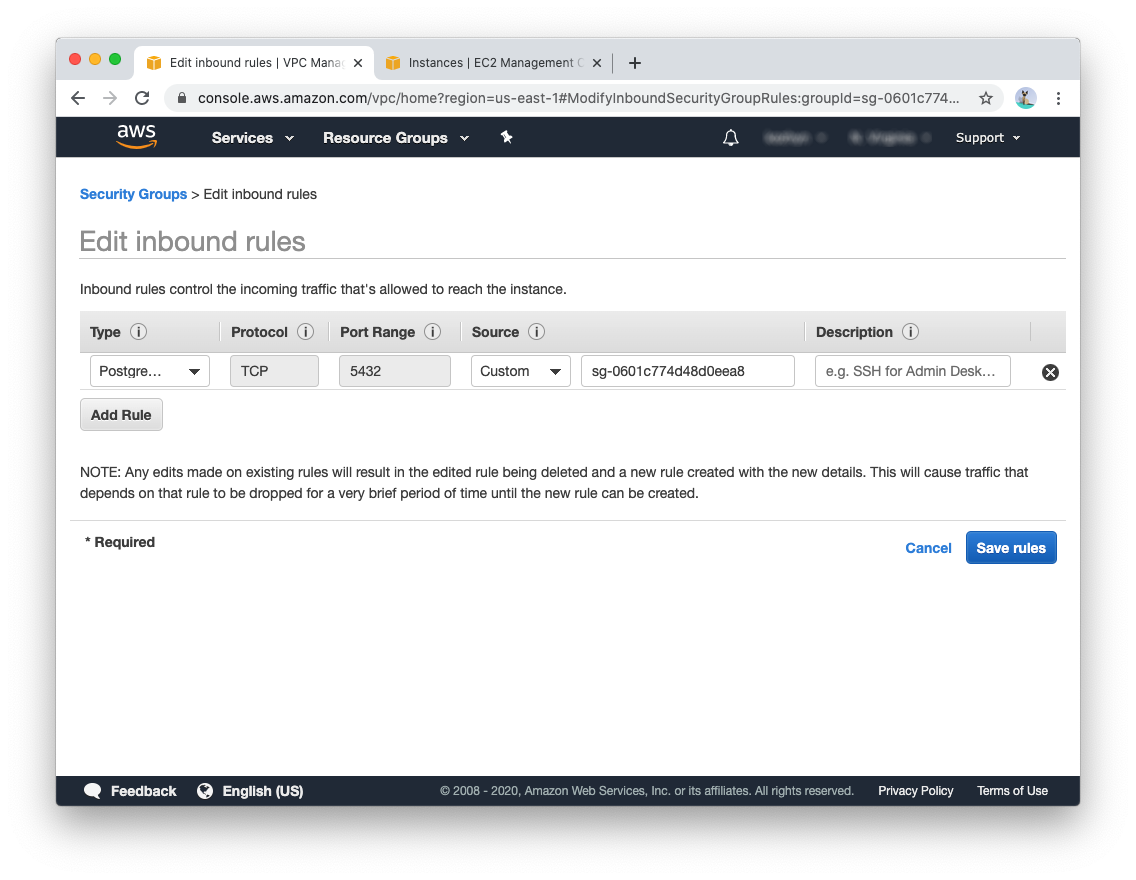 Edit inbound rules | VPC Mana
Instances | EC2 Management C
console.aws.amazon.com/vpc/home?region=us-east-1#ModifyInboundSecurityGroupRules:groupId=sg-0601c774...
aws Services Resource Groups Support
Security Groups > Edit inbound rules
Edit inbound rules
Inbound rules control the incoming traffic that's allowed to reach the instance.
Type Protocol Port Range Source Description
Postgre... TCP 5432 Custom sg-0601c774d48d0eea8 e.g. SSH for Admin Desk...
Add Rule
NOTE: Any edits made on existing rules will result in the edited rule being deleted and a new rule created with the new details. This will cause traffic that
depends on that rule to be dropped for a very brief period of time until the new rule can be created.
* Required
Cancel Save rules
Feedback English (US) © 2008 - 2020, Amazon Web Services, Inc. or its affiliates. All rights reserved. Privacy Policy Terms of Use